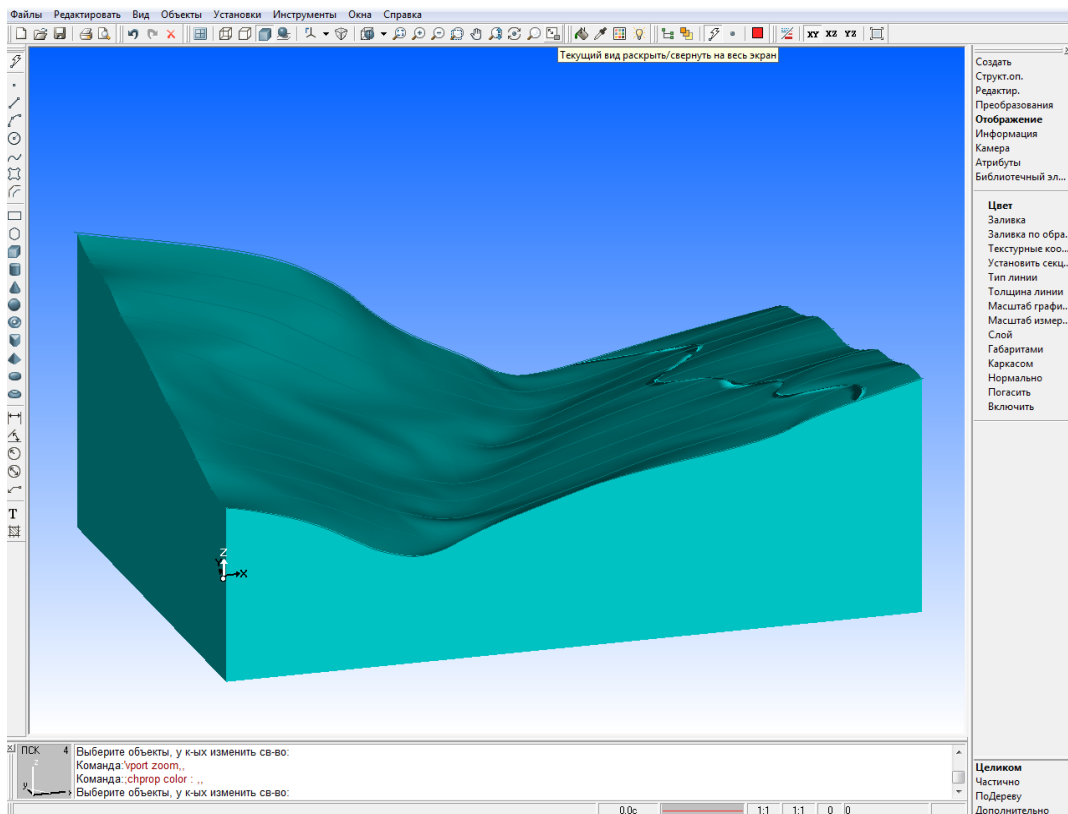 Файлы Редактировать Вид Объекты Установки Инструменты Окна Справка
XY XZ YZ
Текущий вид раскрыть/свернуть на весь экран
Создать
Структ.оп.
Редактир.
Преобразования
Отображение
Информация
Камера
Атрибуты
Библиотечный эл...
Цвет
Заливка
Заливка по обра..
Текстурные коо...
Установить секц..
Тип линии
Толщина линии
Масштаб графи..
Масштаб измер..
Слой
Габаритами
Каркасом
Нормально
Погасить
Включить
T
Z
Y
X
ПСК 4
z
y
Выберите объекты, у к-ых изменить св-во:
Команда:'vport zoom,,
Команда:;chprop color : ,,
Выберите объекты, у к-ых изменить св-во:
Целиком
Частично
ПоДереву
Дополнительно
0.0с 1:1 1:1 0 0